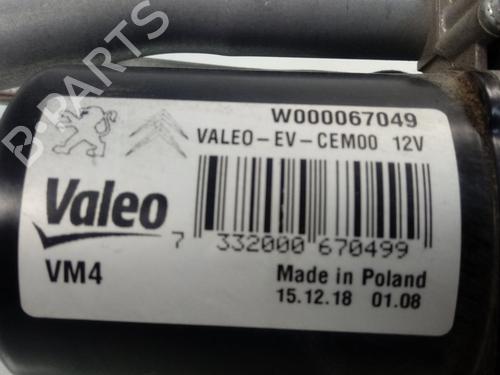 W000067049
VALEO-EV-CEM00 12V
Valeo
7 332000 670499
VM4
Made in Poland
15.12.18 01.08
B-PARTS